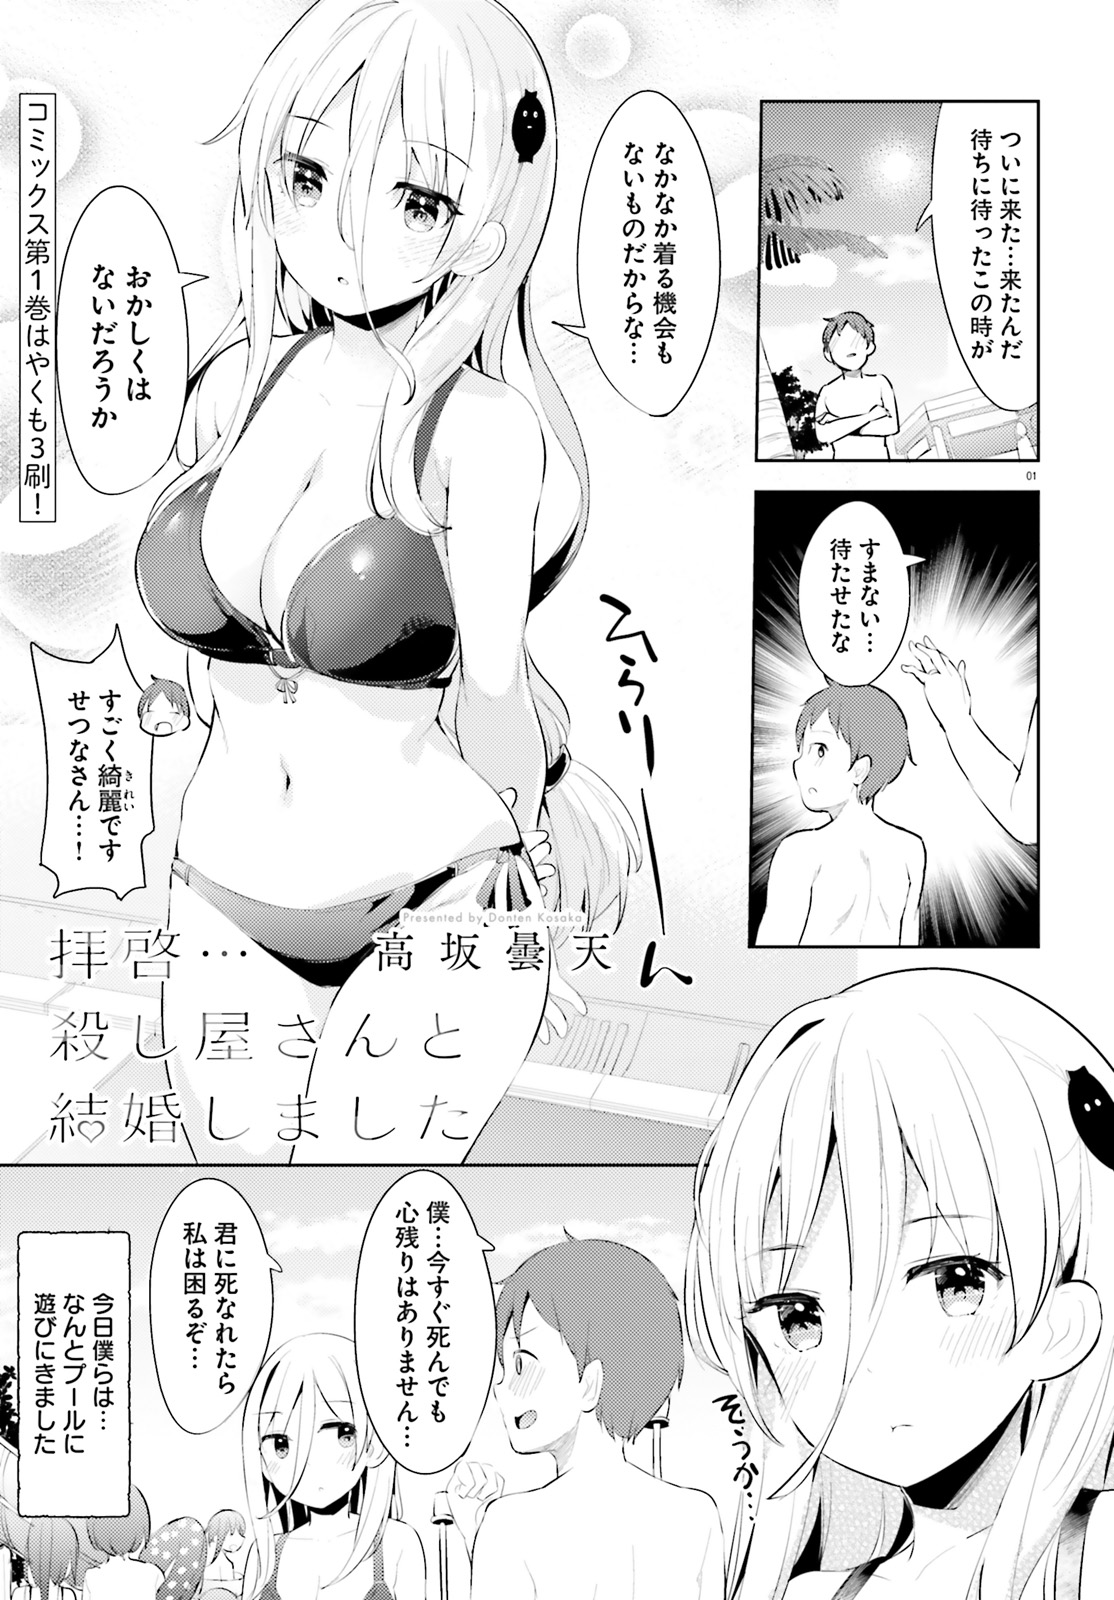 ついに来た…来たんだ
待ちに待ったこの時が
01
すまない…
待たせたな
なかなか着る機会も
ないものだからな…
おかしくは
ないだろうか
コミックス第1巻はやくも3刷！
ひらりーん
すごく綺麗です
きれい
せつなさん…！
Presented by Donten Kosaka
高坂曇天
拝啓…
殺し屋さんと
結婚しました
そうか…
僕…今すぐ死んでも
心残りはありません…
君に死なれたら
私は困るぞ…
今日僕らは…
なんとプールに
遊びにきました